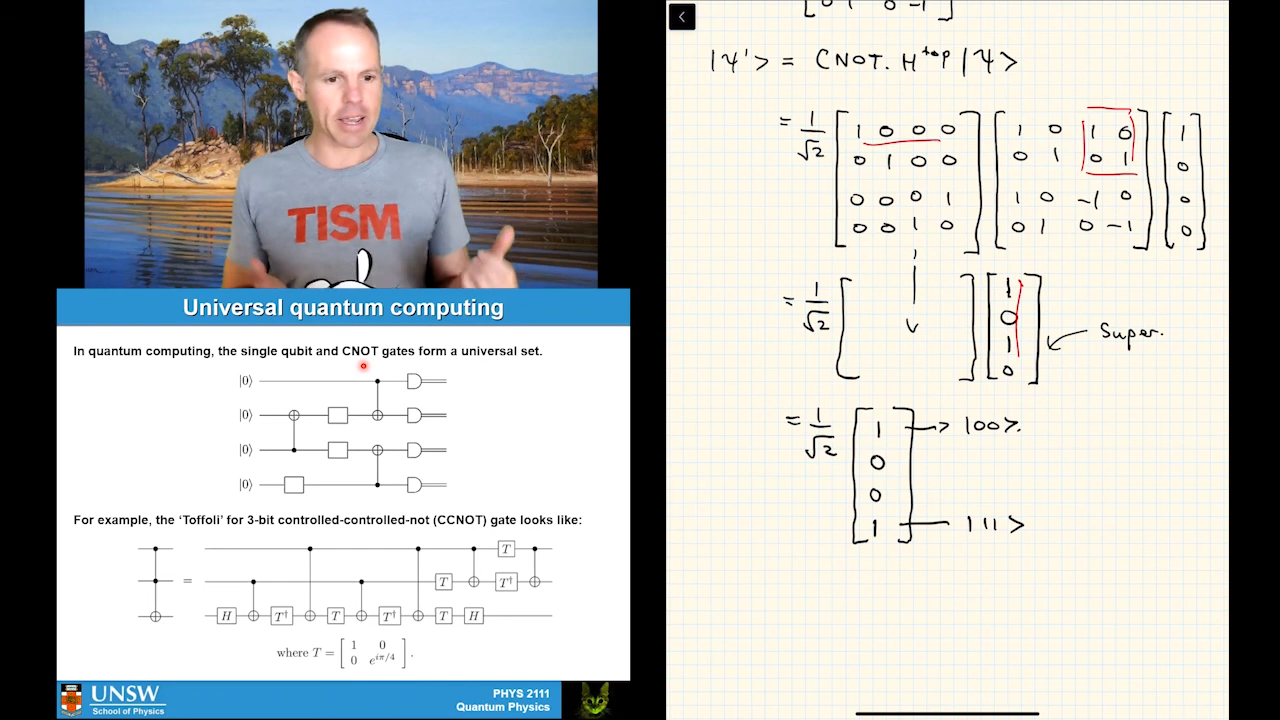 TISM
Universal quantum computing
In quantum computing, the single qubit and CNOT gates form a universal set.
|0⟩
|0⟩
|0⟩
|0⟩
For example, the ‘Toffoli’ for 3-bit controlled-controlled-not (CCNOT) gate looks like:
=
T
T T†
H T† T T† T H
where T = [ 1 0
0 e^{iπ/4} ] .
UNSW
School of Physics
PHYS 2111
Quantum Physics
|ψ'> = CNOT. H^{top} |ψ>
= 1/√2 [ 1 0 0 0 ] [ 1 0 1 0 ] [ 1 ]
0 1 0 0 0 1 0 1 0
0 0 0 1 1 0 -1 0 0
0 0 1 0 0 1 0 -1 0
= 1/√2 [ ] [ 1
0
1
0 ] Super.
= 1/√2 [ 1 → |00>.
0
0
1 ] — |11>